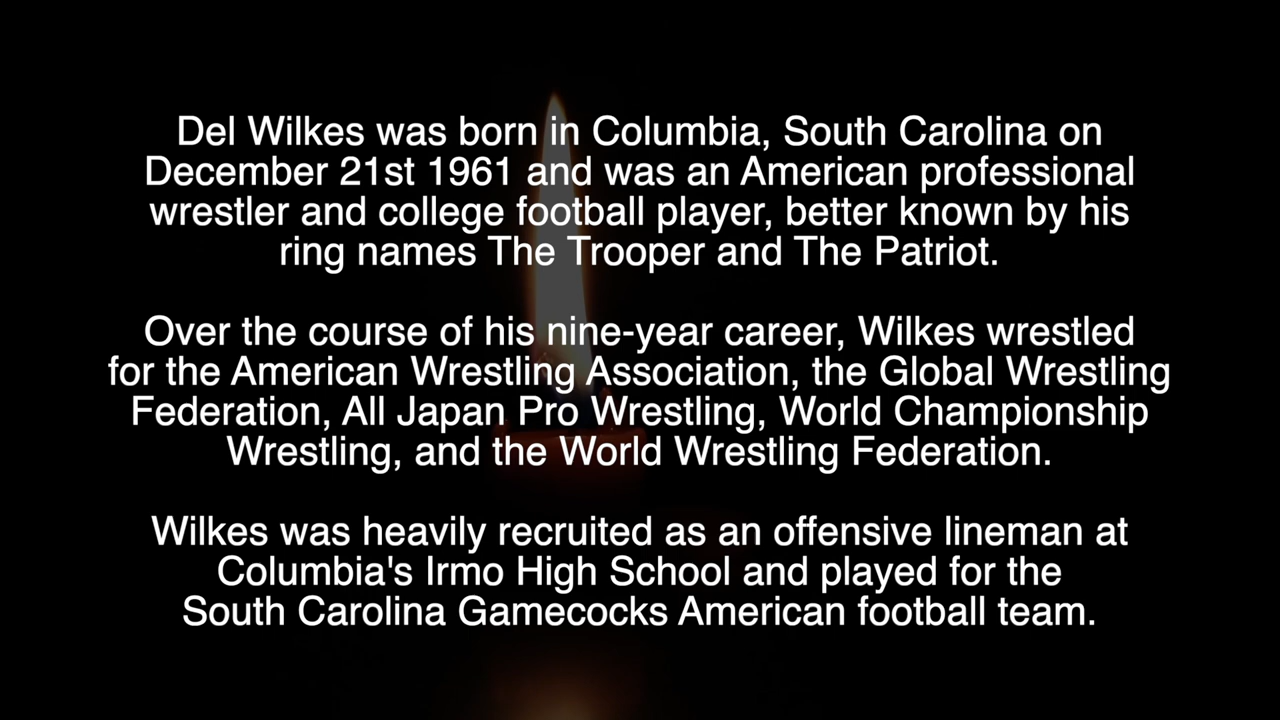 Del Wilkes was born in Columbia, South Carolina on
December 21st 1961 and was an American professional
wrestler and college football player, better known by his
ring names The Trooper and The Patriot.
Over the course of his nine-year career, Wilkes wrestled
for the American Wrestling Association, the Global Wrestling
Federation, All Japan Pro Wrestling, World Championship
Wrestling, and the World Wrestling Federation.
Wilkes was heavily recruited as an offensive lineman at
Columbia's Irmo High School and played for the
South Carolina Gamecocks American football team.